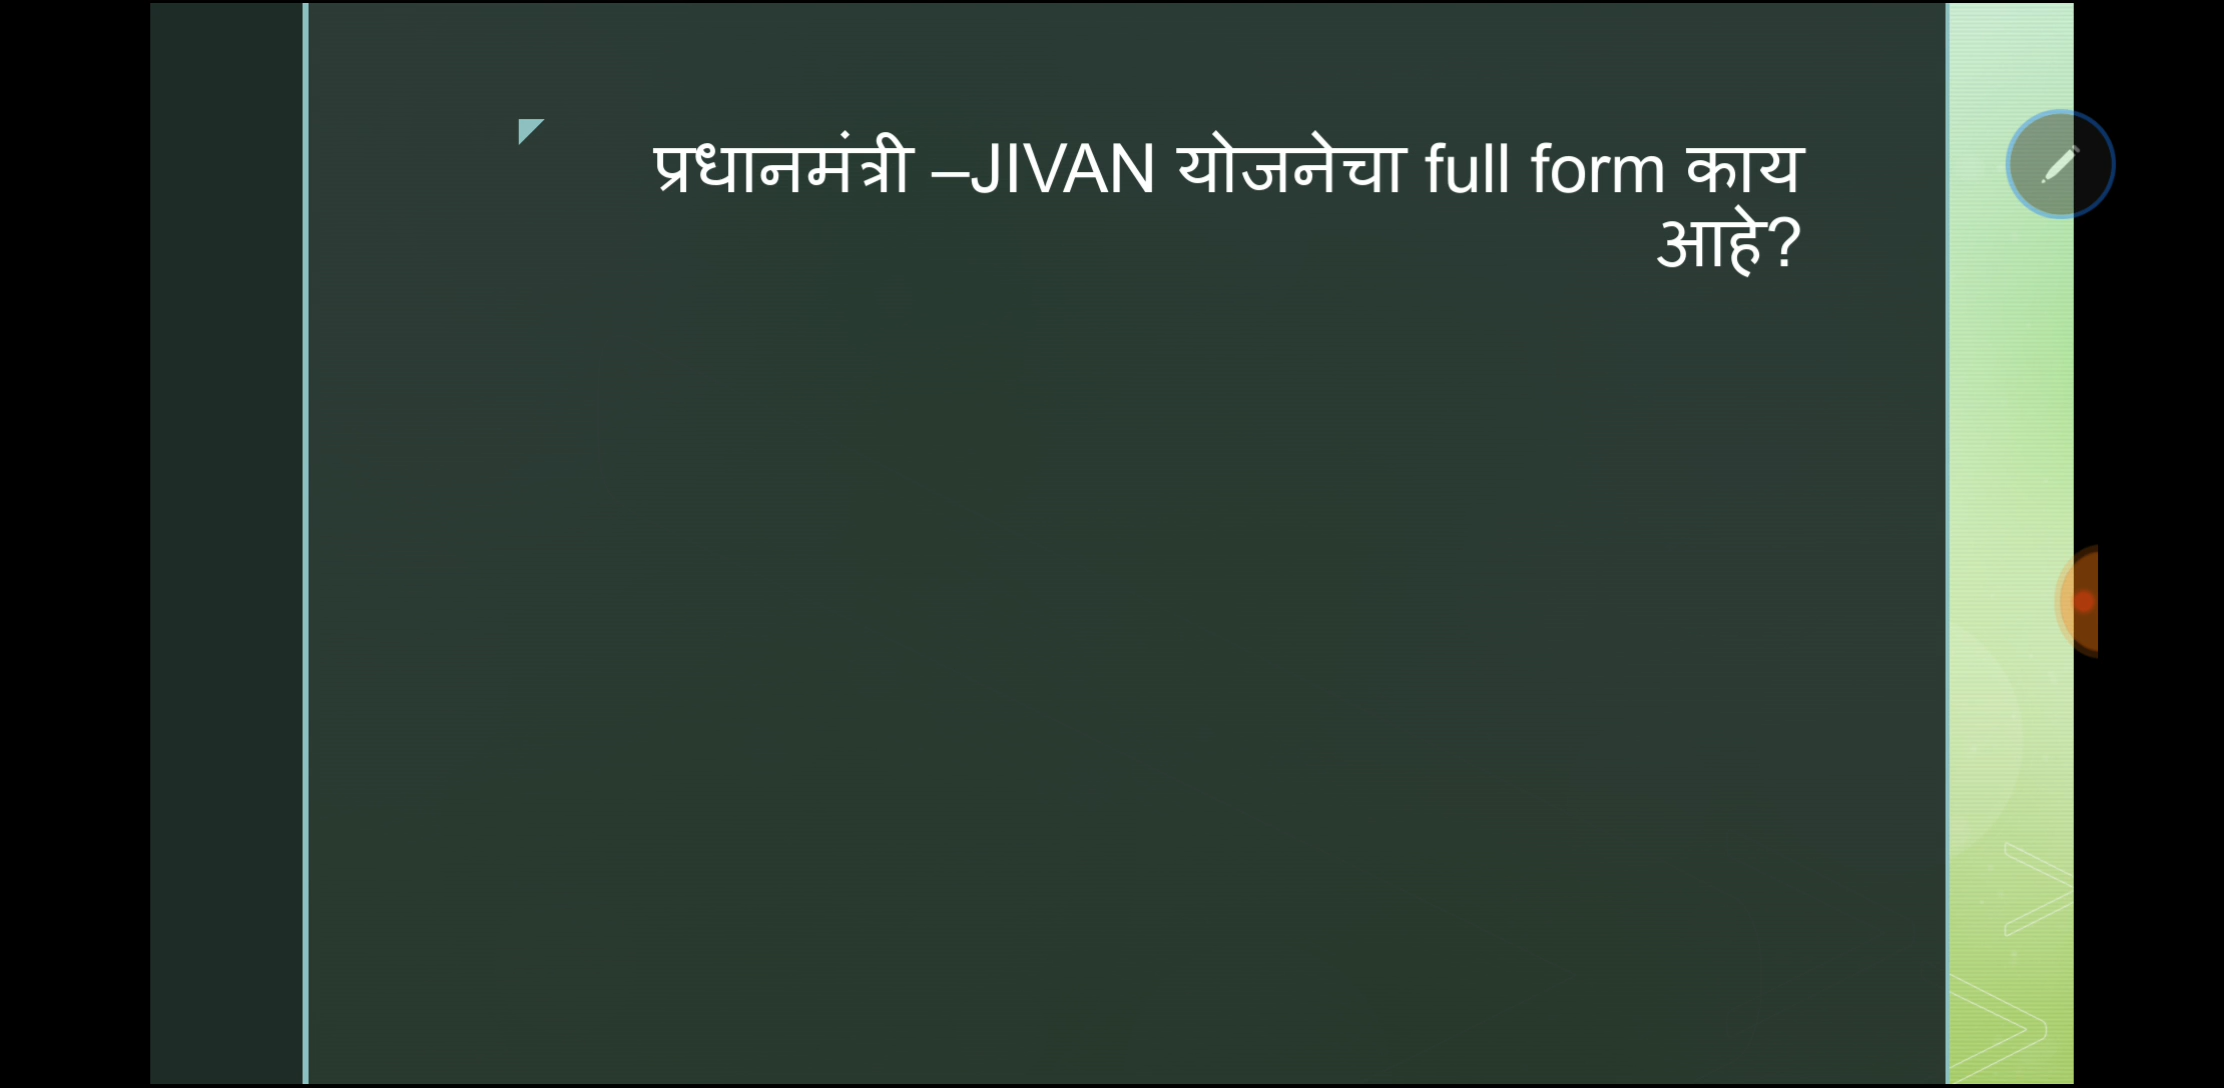 प्रधानमंत्री –JIVAN योजनेचा full form काय
आहे?